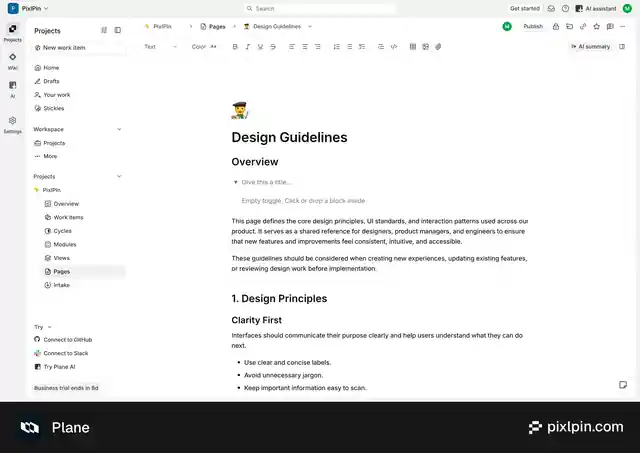 PixlPin
Search
Get started
AI assistant
M
Projects
Wiki
AI
Settings
Projects
New work item
Home
Drafts
Your work
Stickies
Workspace
Projects
More
Projects
PixlPin
Overview
Work items
Cycles
Modules
Views
Pages
Intake
Try
Connect to GitHub
Connect to Slack
Try Plane AI
Business trial ends in 8d
PixlPin
Pages
Design Guidelines
M
Publish
Text
Color
Aa
B I U S
AI summary
Design Guidelines
Overview
Give this a title...
Empty toggle. Click or drop a block inside
This page defines the core design principles, UI standards, and interaction patterns used across our
product. It serves as a shared reference for designers, product managers, and engineers to ensure
that new features and improvements feel consistent, intuitive, and accessible.
These guidelines should be considered when creating new experiences, updating existing features,
or reviewing design work before implementation.
1. Design Principles
Clarity First
Interfaces should communicate their purpose clearly and help users understand what they can do
next.
• Use clear and concise labels.
• Avoid unnecessary jargon.
• Keep important information easy to scan.
Plane
pixlpin.com